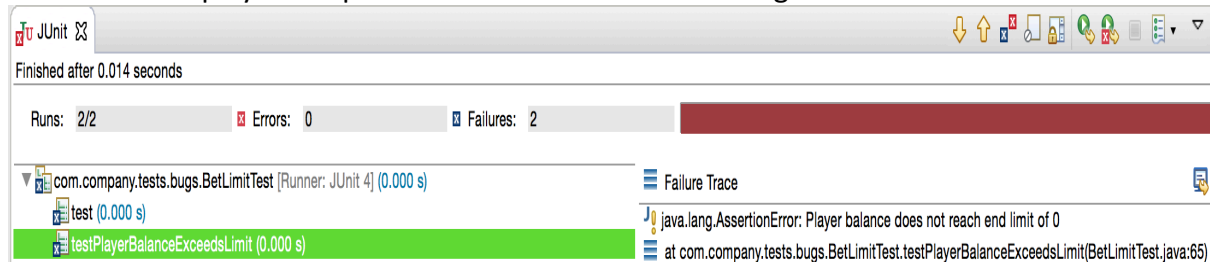 JUnit
Finished after 0.014 seconds
Runs: 2/2 Errors: 0 Failures: 2
com.company.tests.bugs.BetLimitTest [Runner: JUnit 4] (0.000 s)
test (0.000 s)
testPlayerBalanceExceedsLimit (0.000 s)
Failure Trace
java.lang.AssertionError: Player balance does not reach end limit of 0
at com.company.tests.bugs.BetLimitTest.testPlayerBalanceExceedsLimit(BetLimitTest.java:65)